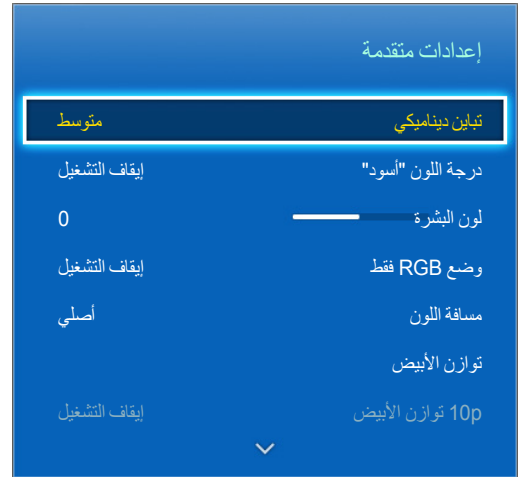 إعدادات متقدمة
تباين ديناميكي متوسط
درجة اللون "أسود" إيقاف التشغيل
لون البشرة 0
وضع RGB فقط إيقاف التشغيل
مسافة اللون أصلي
توازن الأبيض
10p توازن الأبيض إيقاف التشغيل